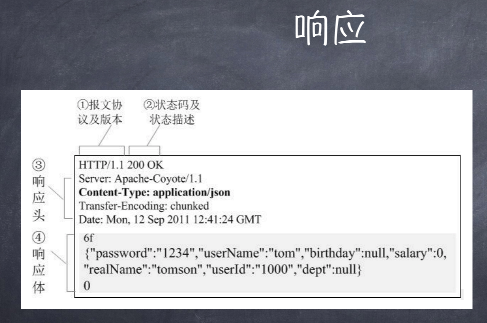 响应
①报文协
议及版本
②状态码及
状态描述
③
响
应
头
HTTP/1.1 200 OK
Server: Apache-Coyote/1.1
Content-Type: application/json
Transfer-Encoding: chunked
Date: Mon, 12 Sep 2011 12:41:24 GMT
④
响
应
体
6f
{"password":"1234","userName":"tom","birthday":null,"salary":0,
"realName":"tomson","userId":"1000","dept":null}
0